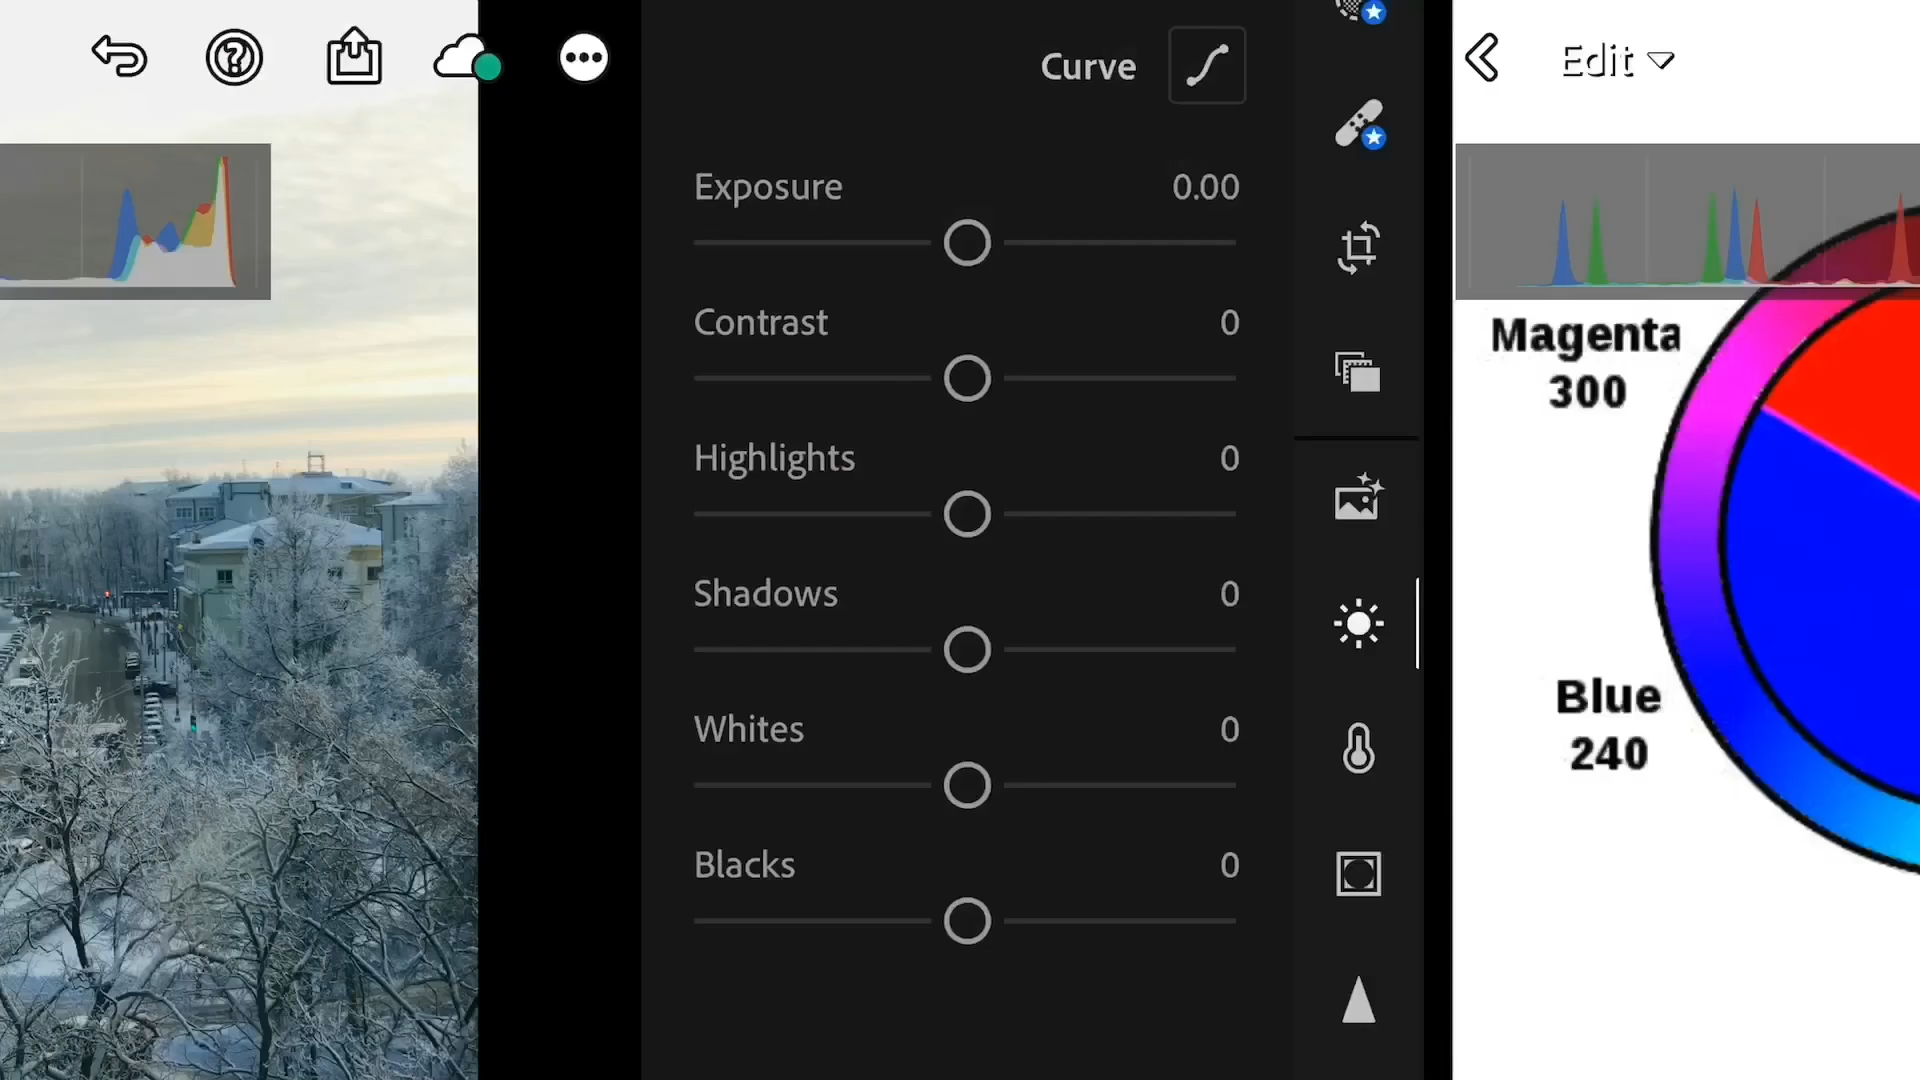 Curve
Edit
Exposure 0.00
Contrast 0
Highlights 0
Shadows 0
Whites 0
Blacks 0
Magenta
300
Blue
240